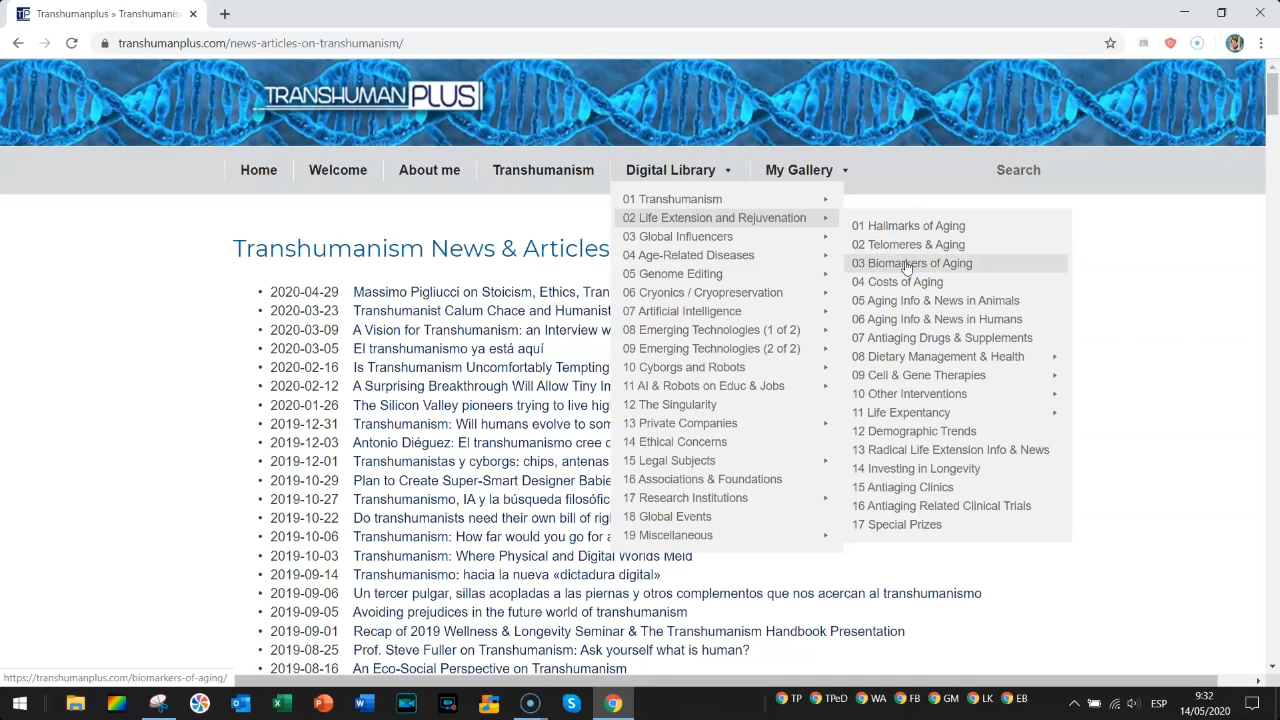 Transhumanplus » Transhumanis
transhumanplus.com/news-articles-on-transhumanism/
TRANSHUMAN PLUS
Home
Welcome
About me
Transhumanism
Digital Library
My Gallery
Search
01 Transhumanism
02 Life Extension and Rejuvenation
03 Global Influencers
04 Age-Related Diseases
05 Genome Editing
06 Cryonics / Cryopreservation
07 Artificial Intelligence
08 Emerging Technologies (1 of 2)
09 Emerging Technologies (2 of 2)
10 Cyborgs and Robots
11 AI & Robots on Educ & Jobs
12 The Singularity
13 Private Companies
14 Ethical Concerns
15 Legal Subjects
16 Associations & Foundations
17 Research Institutions
18 Global Events
19 Miscellaneous
01 Hallmarks of Aging
02 Telomeres & Aging
03 Biomarkers of Aging
04 Costs of Aging
05 Aging Info & News in Animals
06 Aging Info & News in Humans
07 Antiaging Drugs & Supplements
08 Dietary Management & Health
09 Cell & Gene Therapies
10 Other Interventions
11 Life Expentancy
12 Demographic Trends
13 Radical Life Extension Info & News
14 Investing in Longevity
15 Antiaging Clinics
16 Antiaging Related Clinical Trials
17 Special Prizes
Transhumanism News & Articles
• 2020-04-29 Massimo Pigliucci on Stoicism, Ethics, Tran
• 2020-03-23 Transhumanist Calum Chace and Humanist
• 2020-03-09 A Vision for Transhumanism: an Interview w
• 2020-03-05 El transhumanismo ya está aquí
• 2020-02-16 Is Transhumanism Uncomfortably Tempting
• 2020-02-12 A Surprising Breakthrough Will Allow Tiny Im
• 2020-01-26 The Silicon Valley pioneers trying to live hig
• 2019-12-31 Transhumanism: Will humans evolve to som
• 2019-12-03 Antonio Diéguez: El transhumanismo cree c
• 2019-12-01 Transhumanistas y cyborgs: chips, antenas
• 2019-10-29 Plan to Create Super-Smart Designer Babie
• 2019-10-27 Transhumanismo, IA y la búsqueda filosófic
• 2019-10-22 Do transhumanists need their own bill of rig
• 2019-10-06 Transhumanism: How far would you go for a
• 2019-10-03 Transhumanism: Where Physical and Digital Worlds Meld
• 2019-09-14 Transhumanismo: hacia la nueva «dictadura digital»
• 2019-09-06 Un tercer pulgar, sillas acopladas a las piernas y otros complementos que nos acercan al transhumanismo
• 2019-09-05 Avoiding prejudices in the future world of transhumanism
• 2019-09-01 Recap of 2019 Wellness & Longevity Seminar & The Transhumanism Handbook Presentation
• 2019-08-25 Prof. Steve Fuller on Transhumanism: Ask yourself what is human?
• 2019-08-16 An Eco-Social Perspective on Transhumanism
https://transhumanplus.com/biomarkers-of-aging/
TP
TPeD
WA
FB
GM
LK
EB
ESP
9:32
14/05/2020